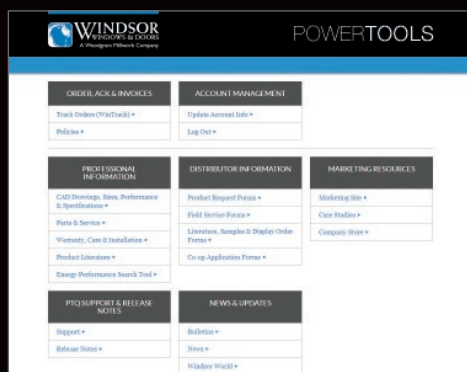 WINDSOR
WINDOWS & DOORS
A Woodgrain Millwork Company
POWERTOOLS
ORDER, ACK & INVOICES
ACCOUNT MANAGEMENT
Track Orders (WinTrack) ▸
Update Account Info ▸
Policies ▸
Log Out ▸
PROFESSIONAL
INFORMATION
DISTRIBUTOR INFORMATION
MARKETING RESOURCES
CAD Drawings, Sizes, Performance
& Specifications ▸
Parts & Service ▸
Warranty, Care & Installation ▸
Product Literature ▸
Energy Performance Search Tool ▸
Product Request Forms ▸
Field Service Forms ▸
Literature, Samples & Display Order
Forms ▸
Co-op Application Forms ▸
Marketing Site ▸
Case Studies ▸
Company Store ▸
PTQ SUPPORT & RELEASE
NOTES
NEWS & UPDATES
Support ▸
Release Notes ▸
Bulletins ▸
News ▸
Windsor World ▸